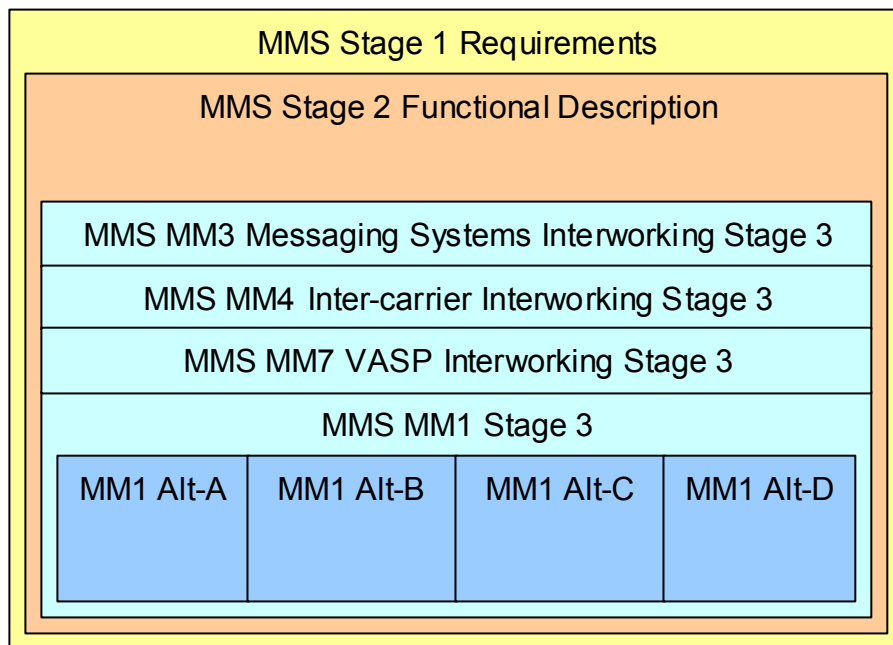 MMS Stage 1 Requirements
MMS Stage 2 Functional Description
MMS MM3 Messaging Systems Interworking Stage 3
MMS MM4 Inter-carrier Interworking Stage 3
MMS MM7 VASP Interworking Stage 3
MMS MM1 Stage 3
MM1 Alt-A MM1 Alt-B MM1 Alt-C MM1 Alt-D